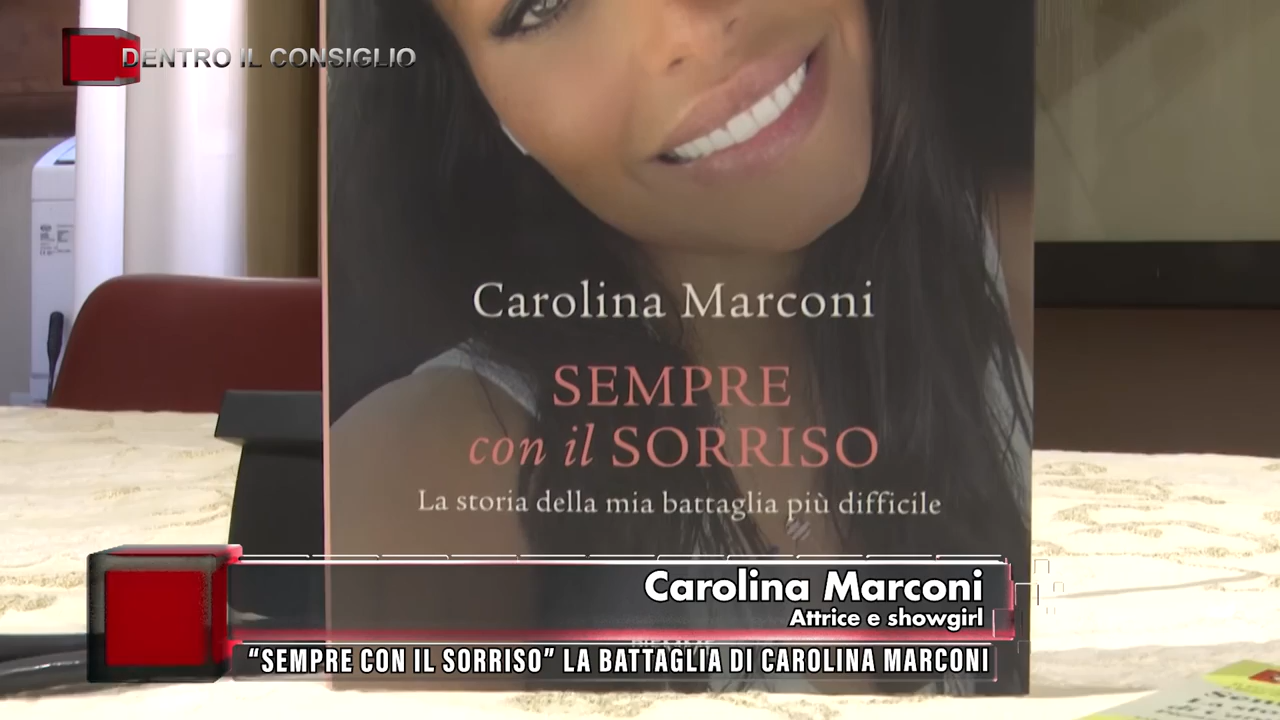 DENTRO IL CONSIGLIO
Carolina Marconi
SEMPRE
con il SORRISO
La storia della mia battaglia più difficile
Carolina Marconi
Attrice e showgirl
“SEMPRE CON IL SORRISO” LA BATTAGLIA DI CAROLINA MARCONI